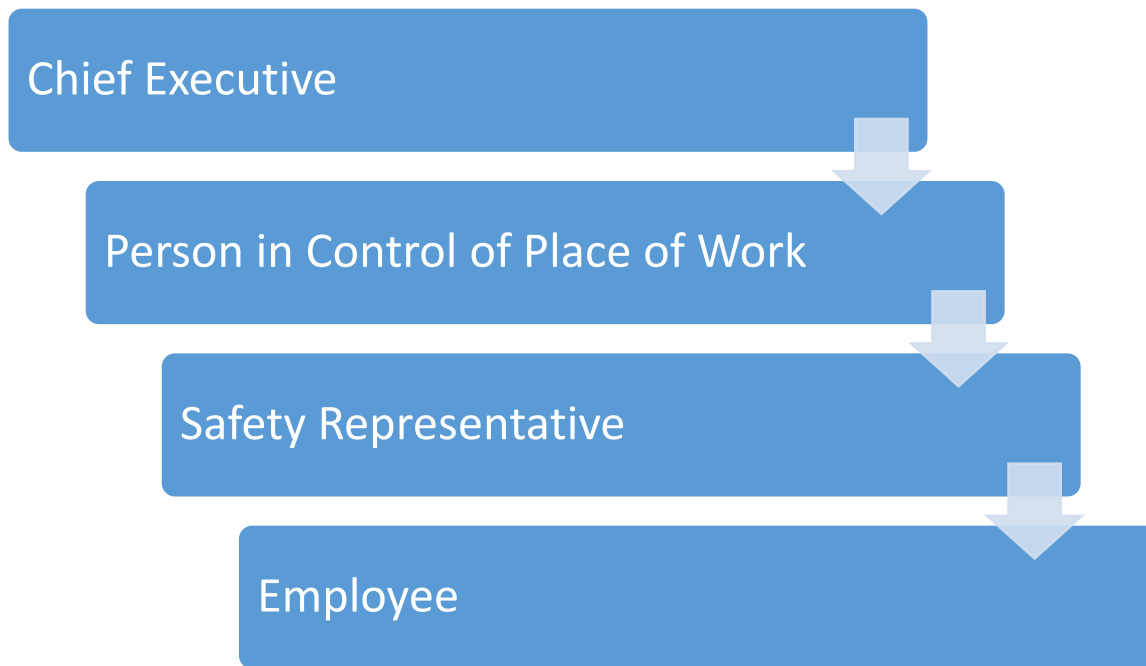 Chief Executive
Person in Control of Place of Work
Safety Representative
Employee